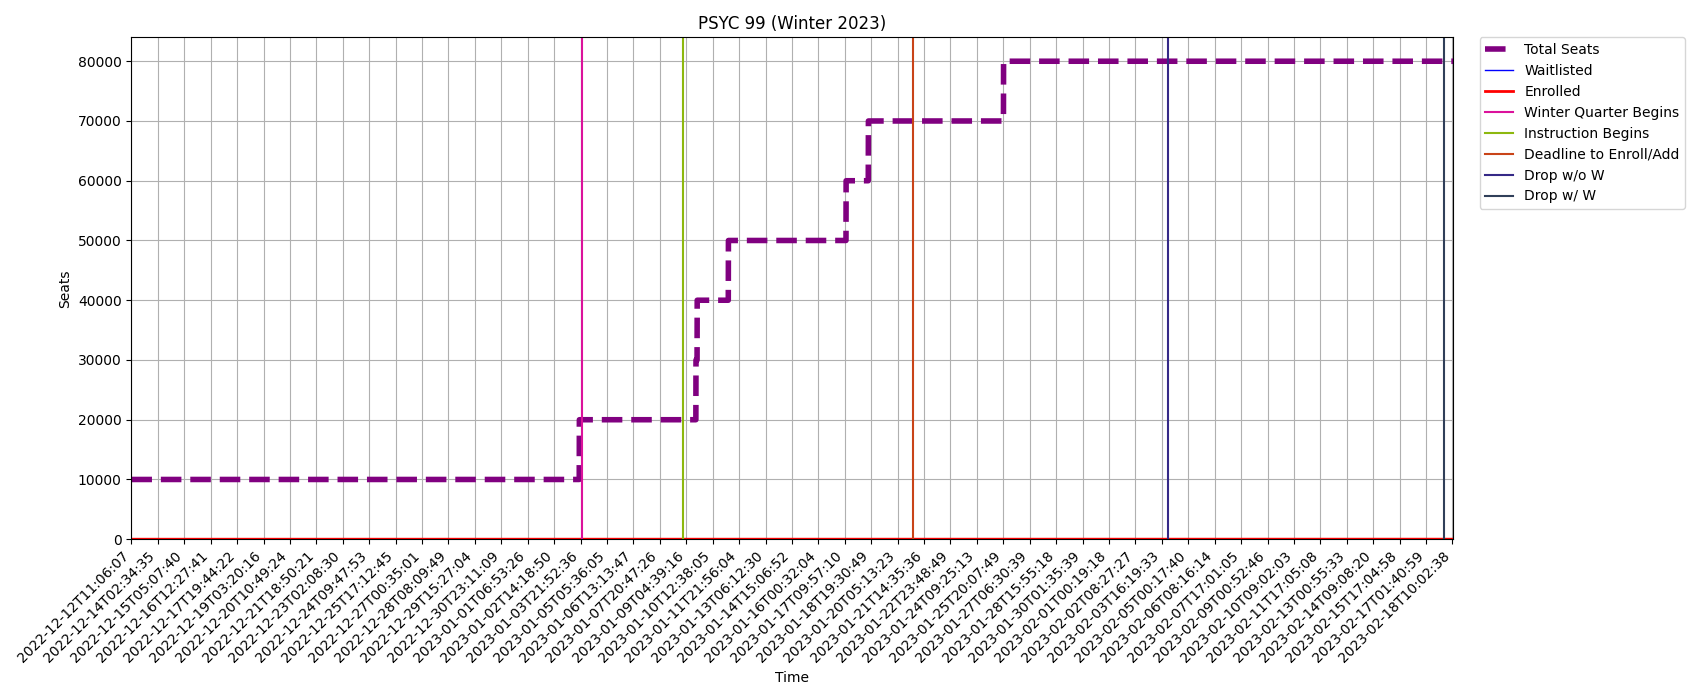 PSYC 99 (Winter 2023)
Seats
80000
70000
60000
50000
40000
30000
20000
10000
0
2022-12-12T11:06:07
2022-12-14T02:34:35
2022-12-15T05:07:40
2022-12-16T12:27:41
2022-12-17T19:44:22
2022-12-19T03:20:16
2022-12-20T10:49:24
2022-12-21T18:50:21
2022-12-23T02:08:30
2022-12-24T09:47:53
2022-12-25T17:12:45
2022-12-27T00:35:01
2022-12-28T08:09:49
2022-12-29T15:27:04
2022-12-30T23:11:09
2023-01-01T06:53:26
2023-01-02T14:18:50
2023-01-03T21:52:36
2023-01-05T05:36:05
2023-01-06T13:13:47
2023-01-07T20:47:26
2023-01-09T04:39:16
2023-01-10T12:38:05
2023-01-11T21:56:04
2023-01-13T06:12:30
2023-01-14T15:06:52
2023-01-16T00:32:04
2023-01-17T09:57:10
2023-01-18T19:30:49
2023-01-20T05:13:23
2023-01-21T14:35:36
2023-01-22T23:48:49
2023-01-24T09:25:13
2023-01-25T20:07:49
2023-01-27T06:30:39
2023-01-28T15:55:18
2023-01-30T01:35:39
2023-02-01T00:19:18
2023-02-02T08:27:27
2023-02-03T16:19:33
2023-02-05T00:17:40
2023-02-06T08:16:14
2023-02-07T17:01:05
2023-02-09T00:52:46
2023-02-10T09:02:03
2023-02-11T17:05:08
2023-02-13T00:55:33
2023-02-14T09:08:20
2023-02-15T17:04:58
2023-02-17T01:40:59
2023-02-18T10:02:38
Time
Total Seats
Waitlisted
Enrolled
Winter Quarter Begins
Instruction Begins
Deadline to Enroll/Add
Drop w/o W
Drop w/ W